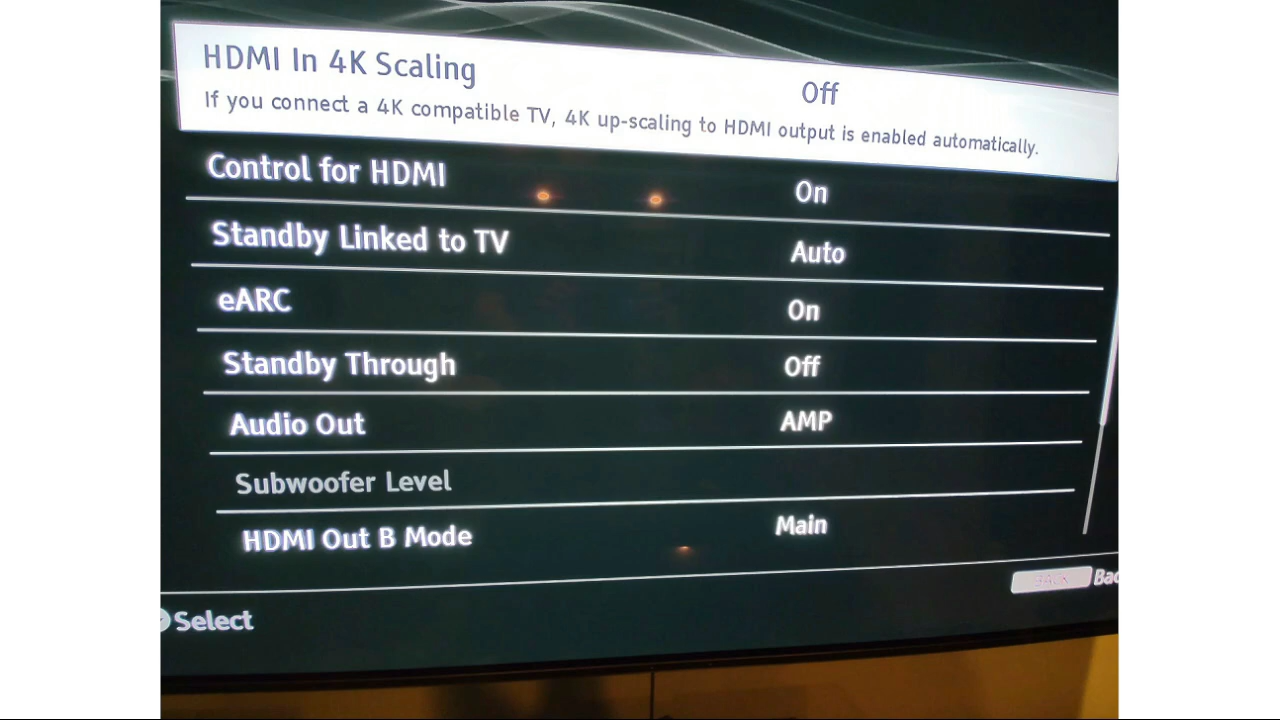 HDMI In 4K Scaling Off
If you connect a 4K compatible TV, 4K up-scaling to HDMI output is enabled automatically.
Control for HDMI On
Standby Linked to TV Auto
eARC On
Standby Through Off
Audio Out AMP
Subwoofer Level
HDMI Out B Mode Main
BACK Bac
Select